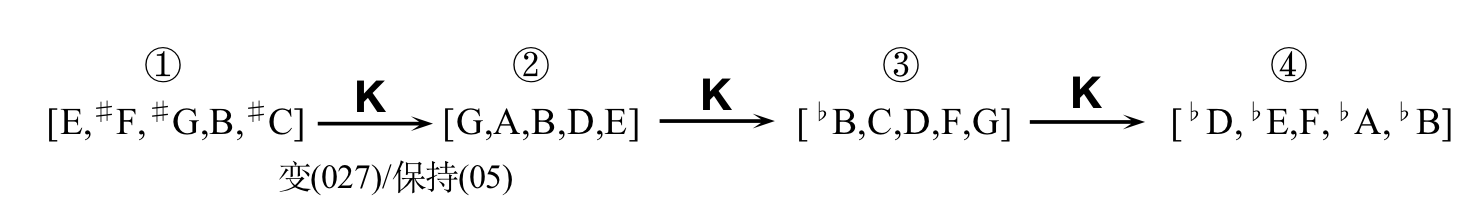 ① ② ③ ④
K K K
[E,♯F,♯G,B,♯C] [G,A,B,D,E] [♭B,C,D,F,G] [♭D,♭E,F,♭A,♭B]
变(027)/保持(05)